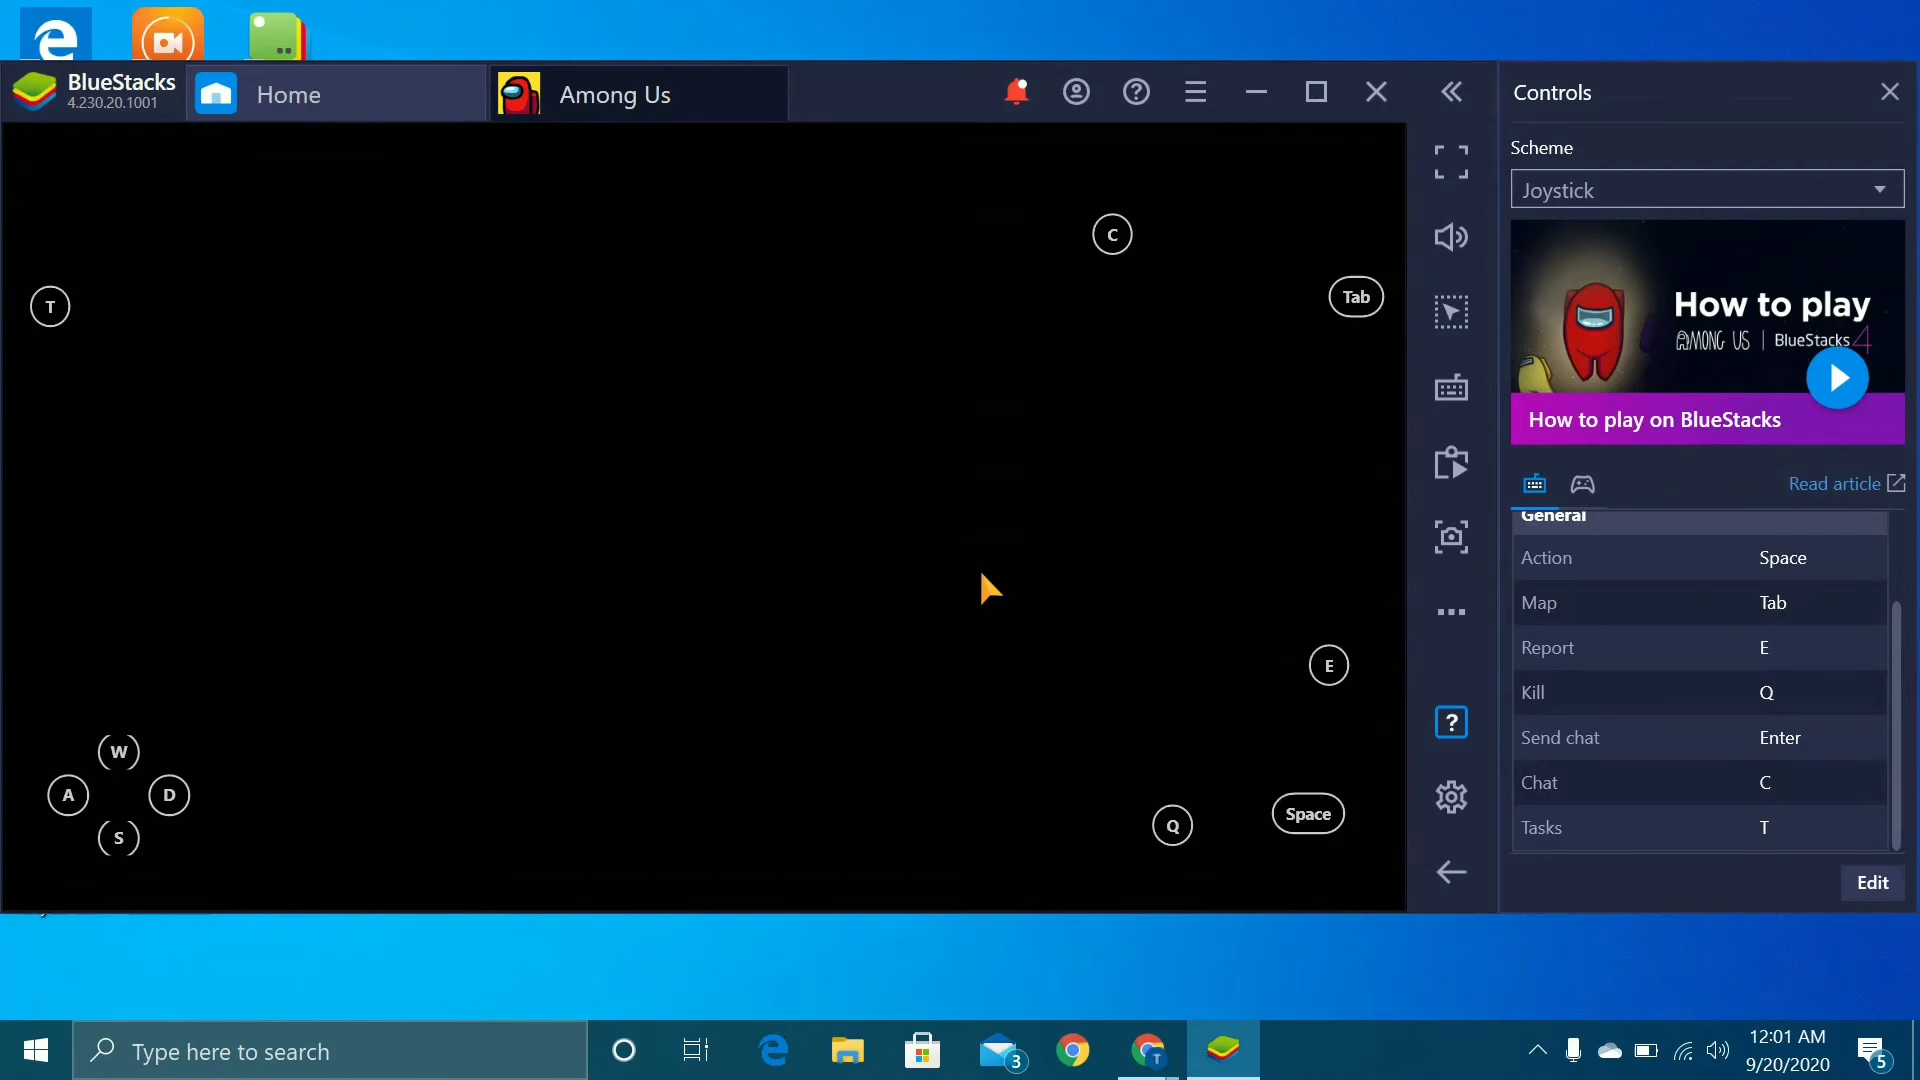 BlueStacks
4.230.20.1001
Home
Among Us
Controls
Scheme
Joystick
How to play
AMONG US | BlueStacks 4
How to play on BlueStacks
Read article
General
Action Space
Map Tab
Report E
Kill Q
Send chat Enter
Chat C
Tasks T
Edit
C
Tab
T
E
W
A
D
S
Q
Space
?
Type here to search
3
T
12:01 AM
9/20/2020
5